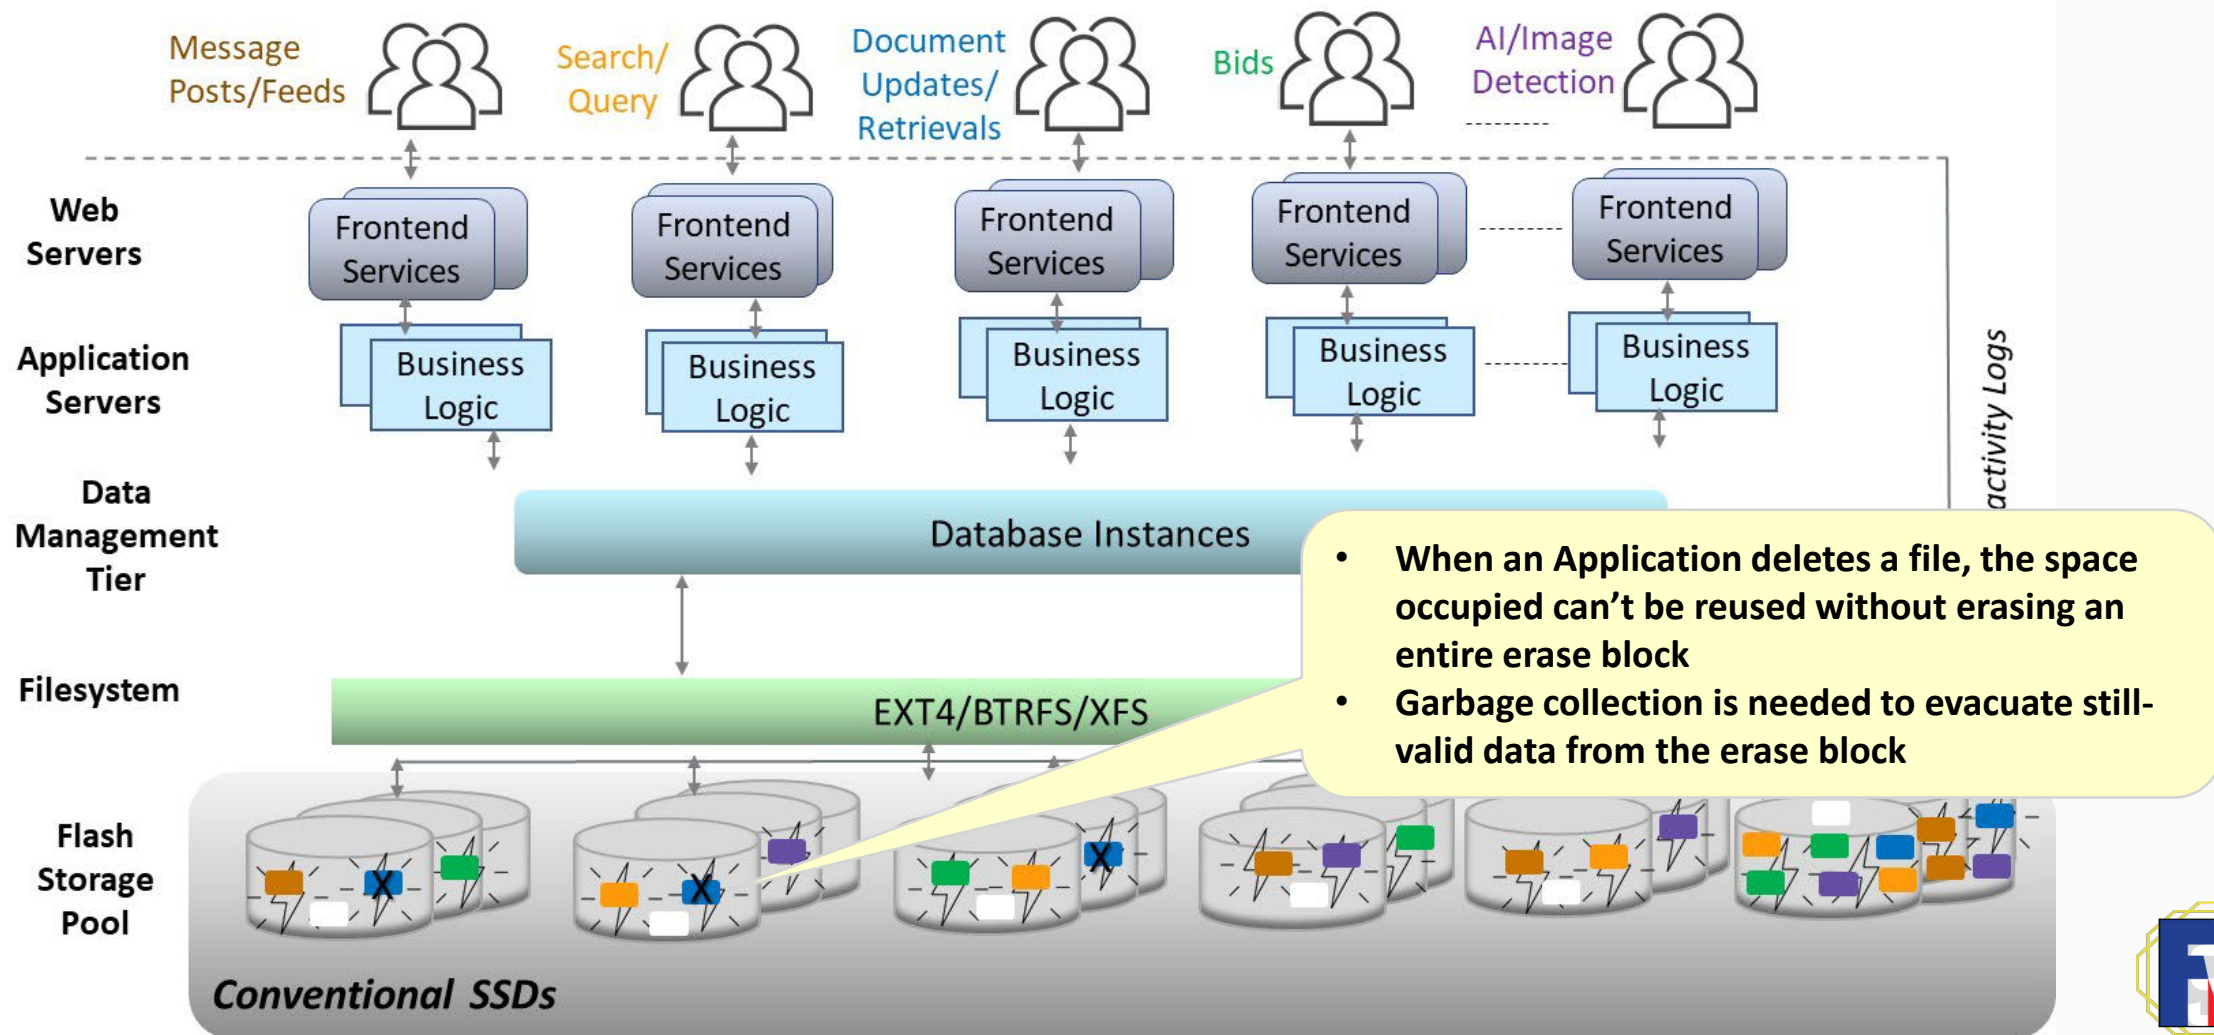 Message
Posts/Feeds
Search/
Query
Document
Updates/
Retrievals
Bids
AI/Image
Detection
Web
Servers
Frontend
Services
Frontend
Services
Frontend
Services
Frontend
Services
Frontend
Services
Application
Servers
Business
Logic
Business
Logic
Business
Logic
Business
Logic
Business
Logic
activity Logs
Data
Management
Tier
Database Instances
• When an Application deletes a file, the space
occupied can’t be reused without erasing an
entire erase block
• Garbage collection is needed to evacuate still-
valid data from the erase block
Filesystem
EXT4/BTRFS/XFS
Flash
Storage
Pool
X
X
X
Conventional SSDs